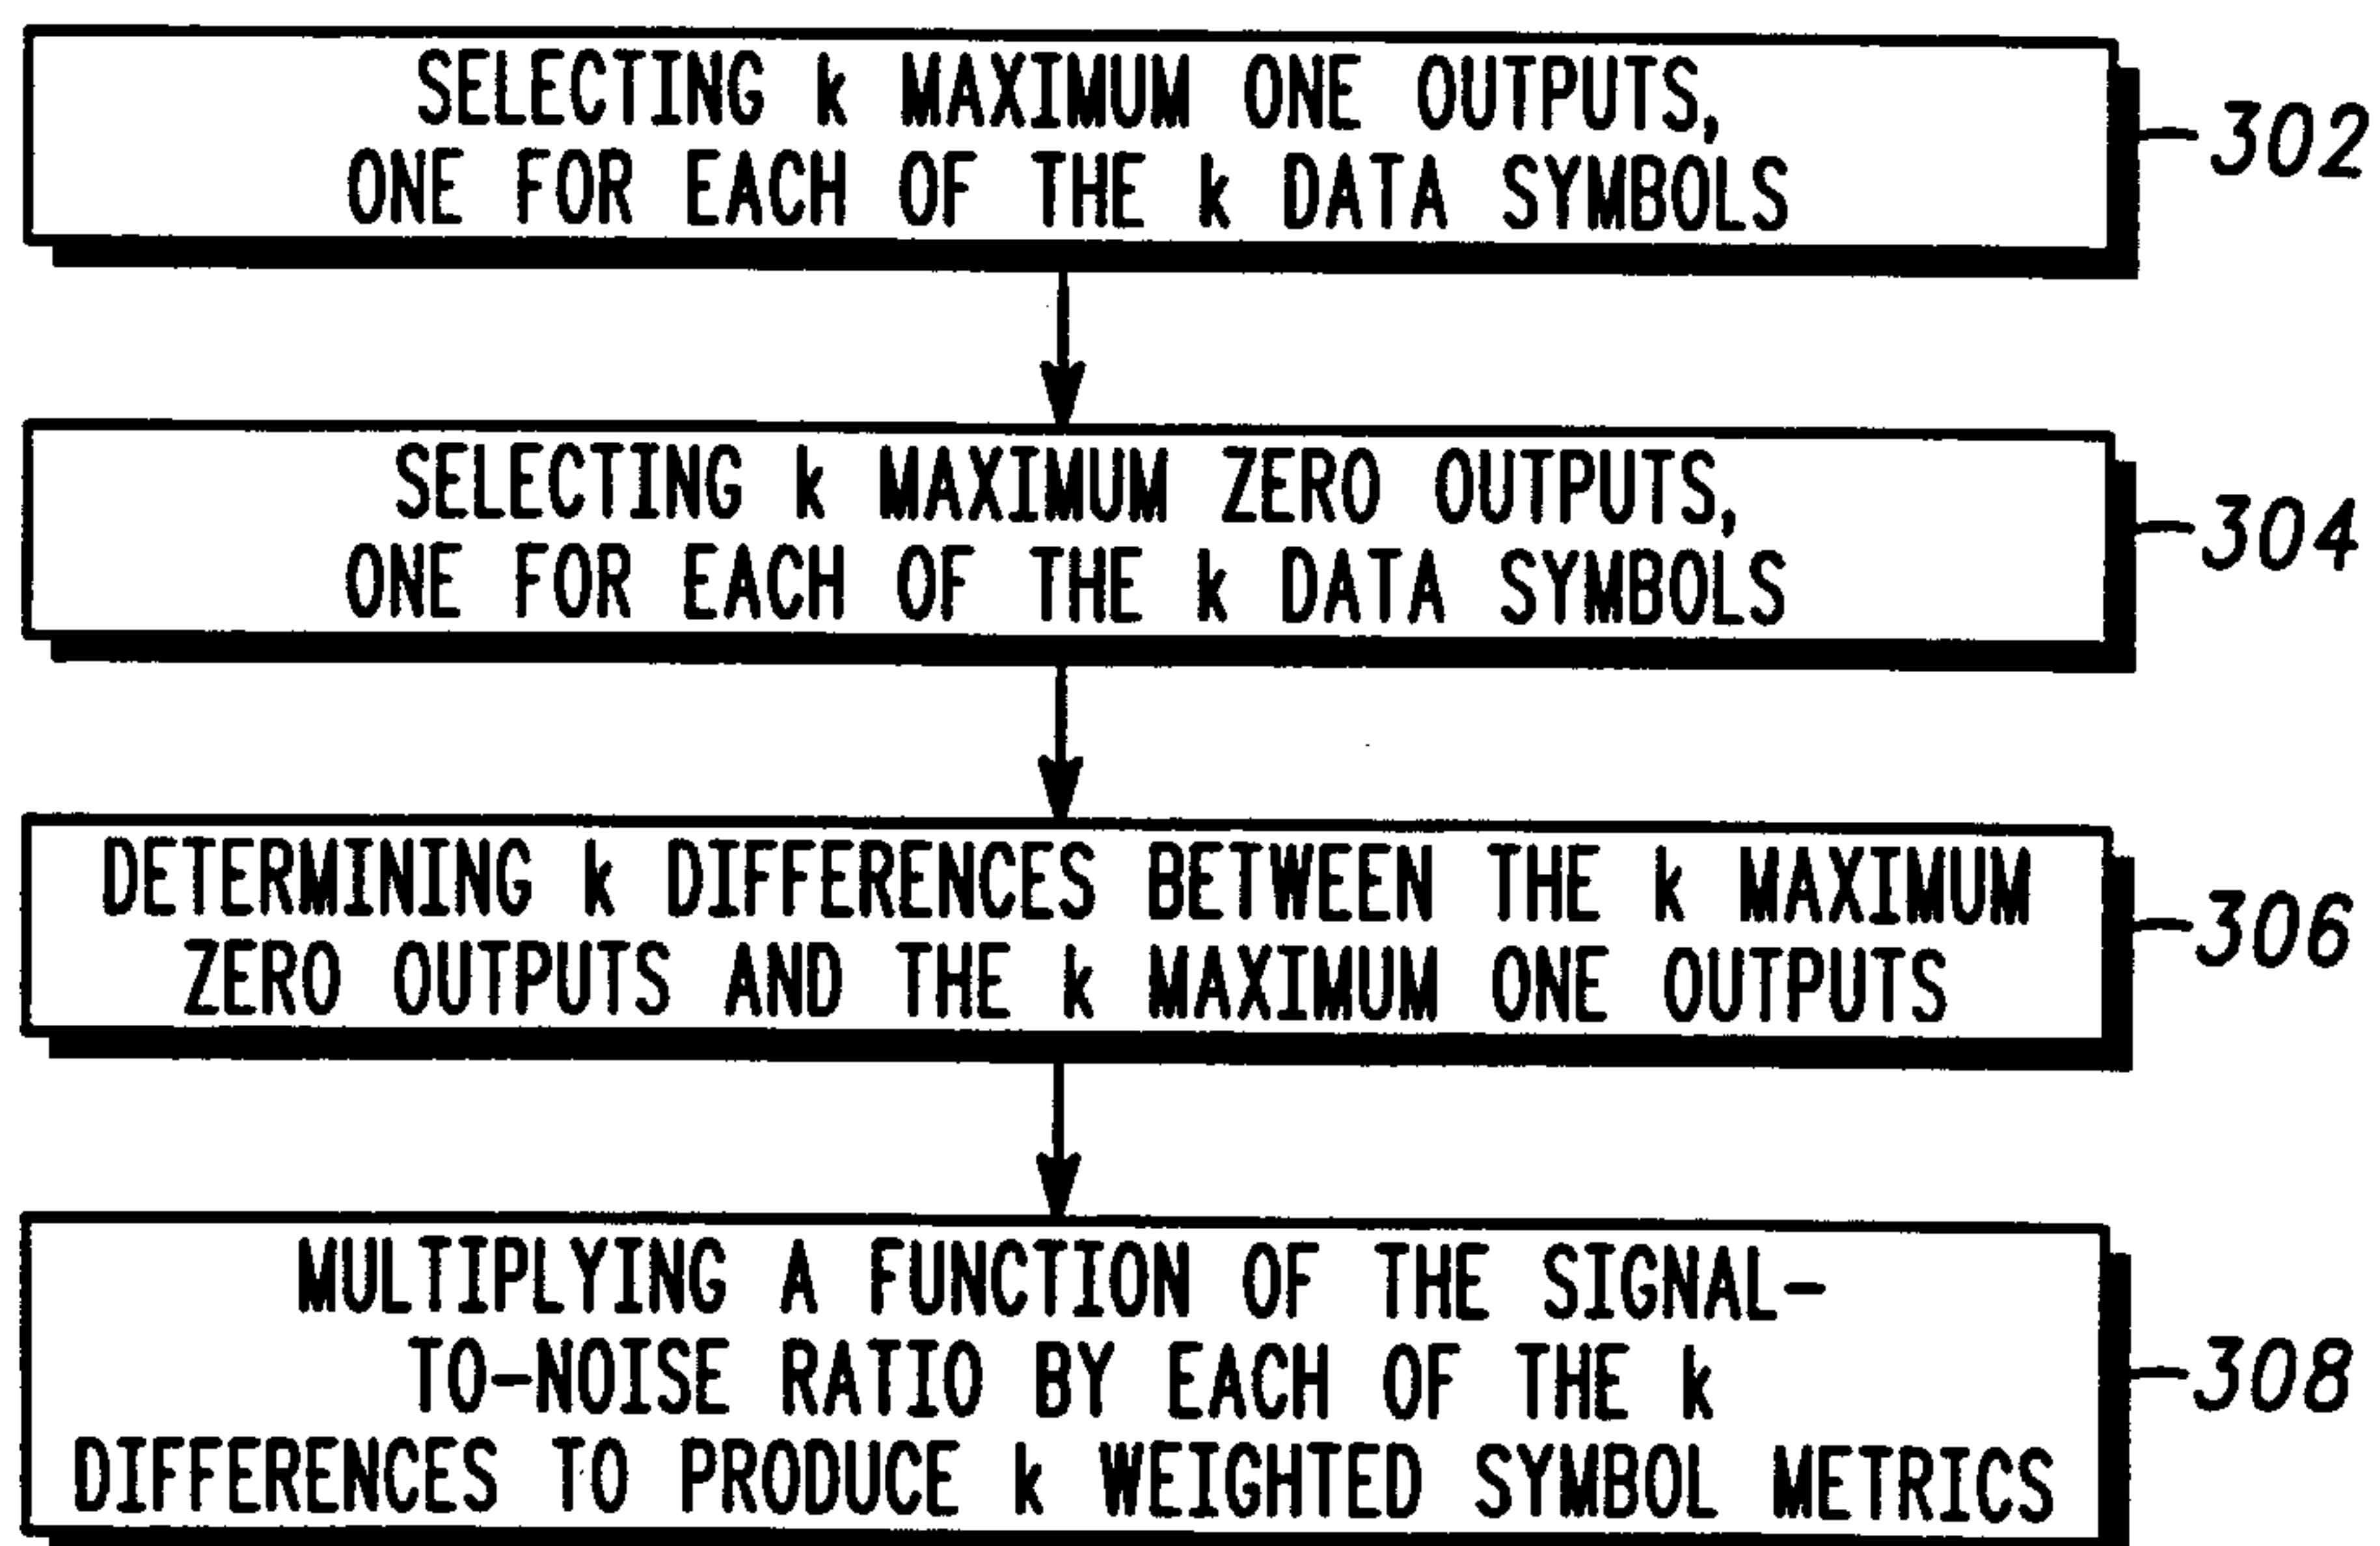 SELECTING k MAXIMUM ONE OUTPUTS,
ONE FOR EACH OF THE k DATA SYMBOLS
302
SELECTING k MAXIMUM ZERO OUTPUTS,
ONE FOR EACH OF THE k DATA SYMBOLS
304
DETERMINING k DIFFERENCES BETWEEN THE k MAXIMUM
ZERO OUTPUTS AND THE k MAXIMUM ONE OUTPUTS
306
MULTIPLYING A FUNCTION OF THE SIGNAL-
TO-NOISE RATIO BY EACH OF THE k
DIFFERENCES TO PRODUCE k WEIGHTED SYMBOL METRICS
308